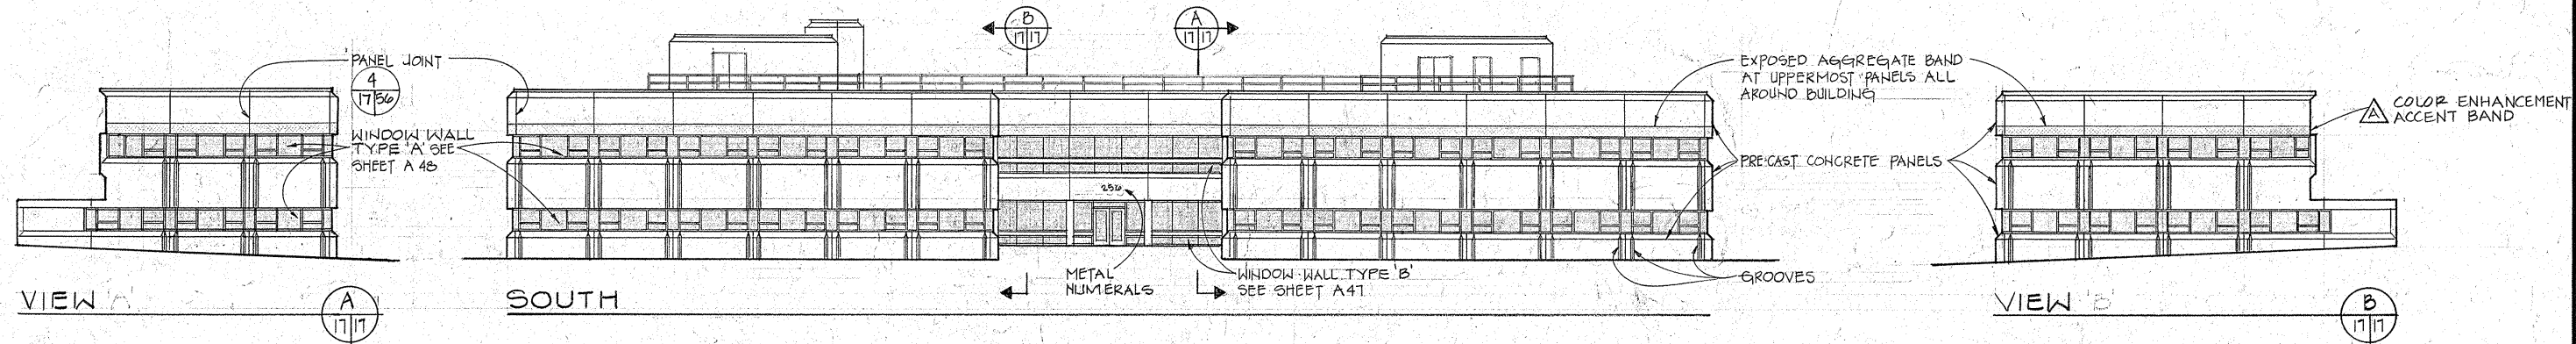 PANEL JOINT
4
17 56
WINDOW WALL
TYPE 'A' SEE
SHEET A 48
VIEW 'A'
A
17 17
B
17 17
A
17 17
256
METAL
NUMERALS
WINDOW WALL TYPE 'B'
SEE SHEET A47
SOUTH
EXPOSED AGGREGATE BAND
AT UPPERMOST PANELS ALL
AROUND BUILDING
PRE-CAST CONCRETE PANELS
GROOVES
A
COLOR ENHANCEMENT
ACCENT BAND
VIEW 'B'
B
17 17